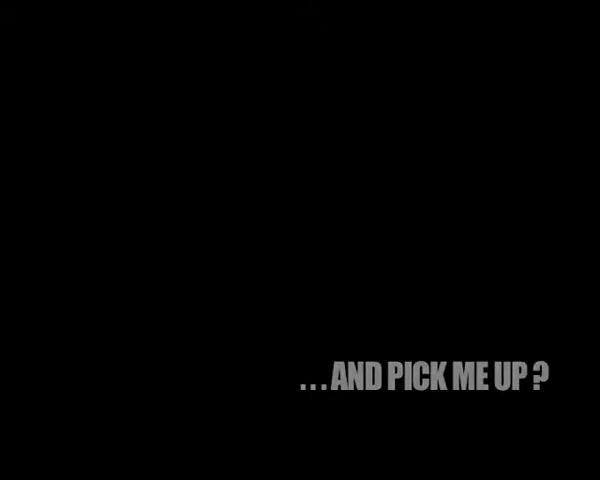 . . . AND PICK ME UP ?